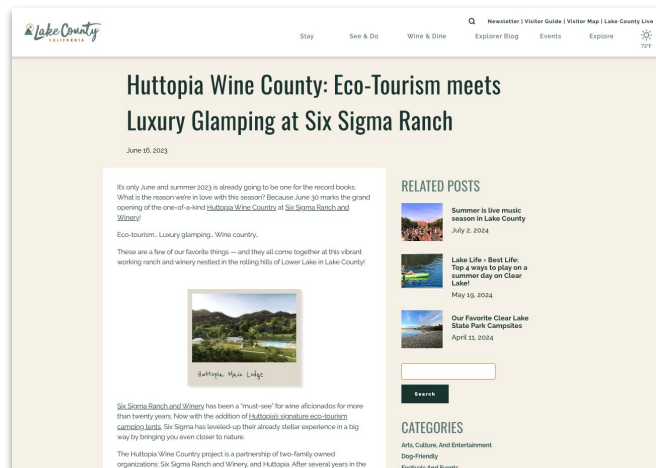 Lake County
CALIFORNIA
Newsletter | Visitor Guide | Visitor Map | Lake County Live
Stay
See & Do
Wine & Dine
Explorer Blog
Events
Explore
73°F
Huttopia Wine County: Eco-Tourism meets
Luxury Glamping at Six Sigma Ranch
June 16, 2023
It's only June and summer 2023 is already going to be one for the record books.
What is the reason we're in love with this season? Because June 30 marks the grand
opening of the one-of-a-kind Huttopia Wine Country at Six Sigma Ranch and
Winery!
Eco-tourism… Luxury glamping… Wine country…
These are a few of our favorite things — and they all come together at this vibrant
working ranch and winery nestled in the rolling hills of Lower Lake in Lake County!
Huttopia Main Lodge
Six Sigma Ranch and Winery has been a "must-see" for wine aficionados for more
than twenty years. Now with the addition of Huttopia's signature eco-tourism
camping tents, Six Sigma has leveled-up their already stellar experience in a big
way by bringing you even closer to nature.
The Huttopia Wine Country project is a partnership of two-family owned
organizations: Six Sigma Ranch and Winery, and Huttopia. After several years in the
RELATED POSTS
Summer is live music
season in Lake County
July 2, 2024
Lake Life = Best Life:
Top 4 ways to play on a
summer day on Clear
Lake!
May 19, 2024
Our Favorite Clear Lake
State Park Campsites
April 11, 2024
Search
CATEGORIES
Arts, Culture, And Entertainment
Dog-Friendly
Festivals And Events